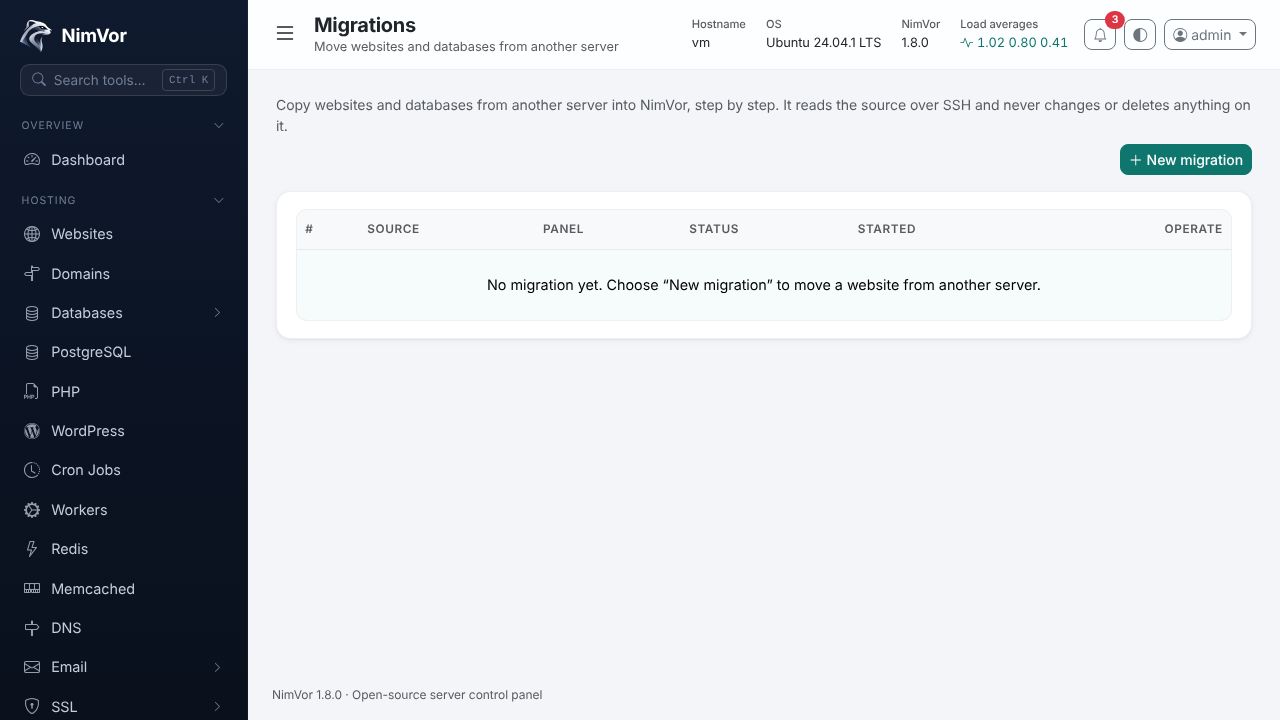 NimVor
Search tools...
Ctrl K
OVERVIEW
Dashboard
HOSTING
Websites
Domains
Databases
PostgreSQL
PHP
WordPress
Cron Jobs
Workers
Redis
Memcached
DNS
Email
SSL
Migrations
Move websites and databases from another server
Hostname
vm
OS
Ubuntu 24.04.1 LTS
NimVor
1.8.0
Load averages
1.02 0.80 0.41
3
admin
Copy websites and databases from another server into NimVor, step by step. It reads the source over SSH and never changes or deletes anything on
it.
New migration
# SOURCE PANEL STATUS STARTED OPERATE
No migration yet. Choose “New migration” to move a website from another server.
NimVor 1.8.0 · Open-source server control panel